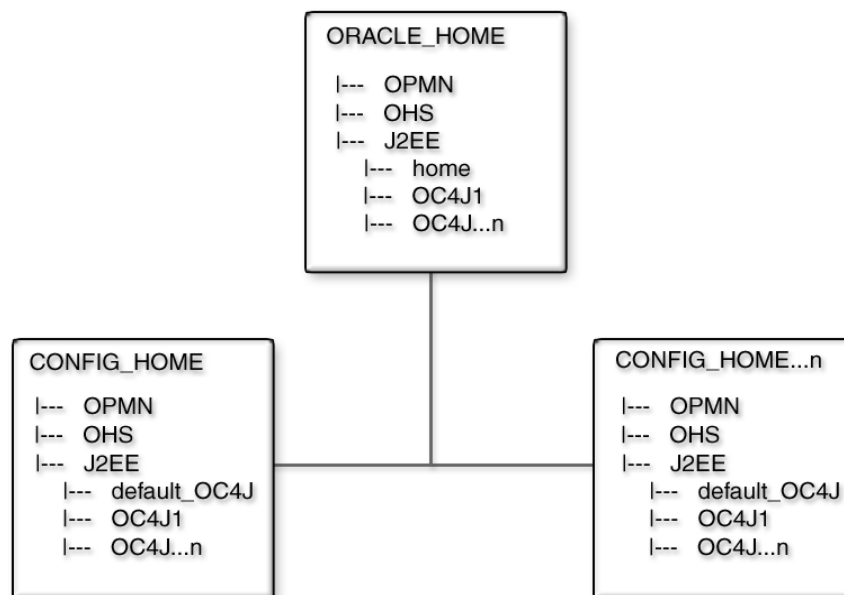 ORACLE_HOME
|--- OPMN
|--- OHS
|--- J2EE
|--- home
|--- OC4J1
|--- OC4J...n
CONFIG_HOME
|--- OPMN
|--- OHS
|--- J2EE
|--- default_OC4J
|--- OC4J1
|--- OC4J...n
CONFIG_HOME...n
|--- OPMN
|--- OHS
|--- J2EE
|--- default_OC4J
|--- OC4J1
|--- OC4J...n